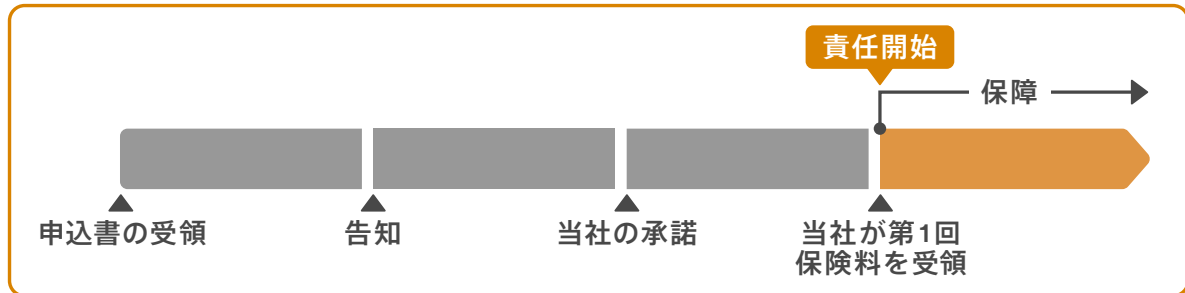 責任開始
保障
申込書の受領
告知
当社の承諾
当社が第1回
保険料を受領